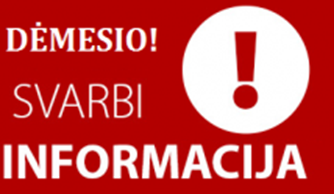 DĖMESIO!
SVARBI
INFORMACIJA
!